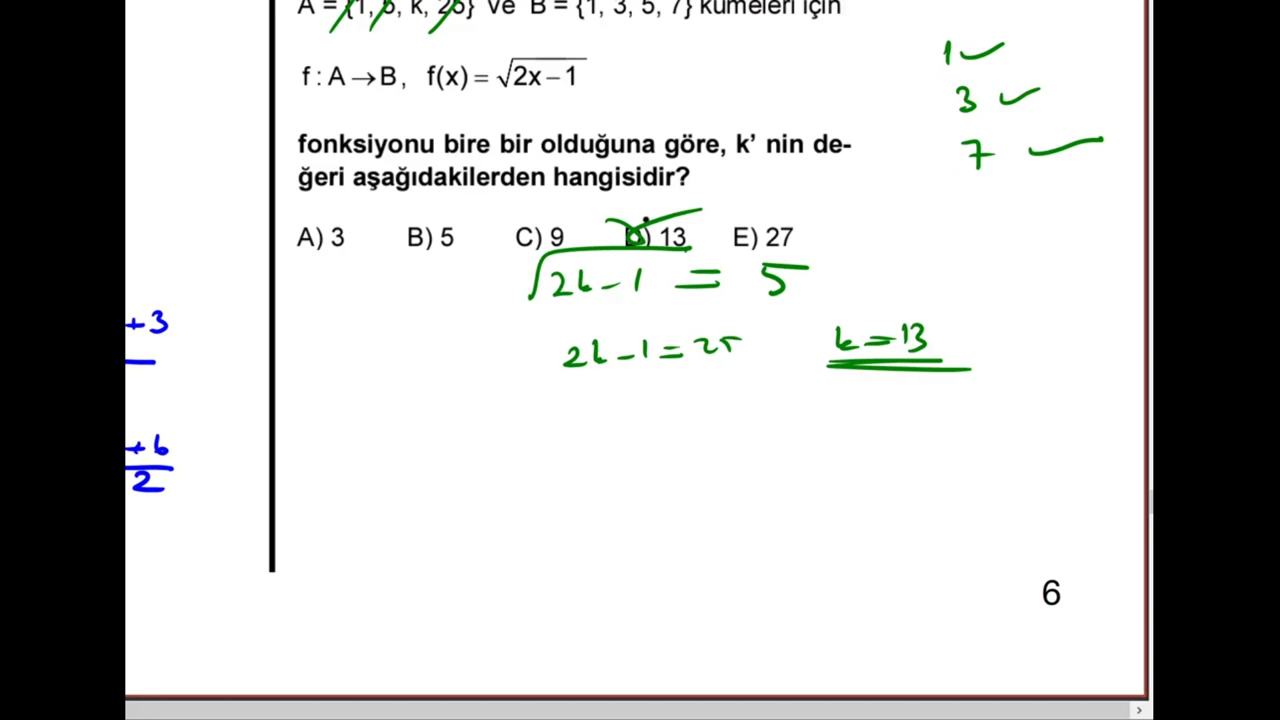 A = {1, 5, k, 25} ve B = {1, 3, 5, 7} kümeleri için
f : A → B, f(x) = √2x – 1
fonksiyonu bire bir olduğuna göre, k' nin de-
ğeri aşağıdakilerden hangisidir?
A) 3 B) 5 C) 9 D) 13 E) 27
1
3
7
√2k – 1 = 5
2k – 1 = 25
k = 13
+3
+6
2
6